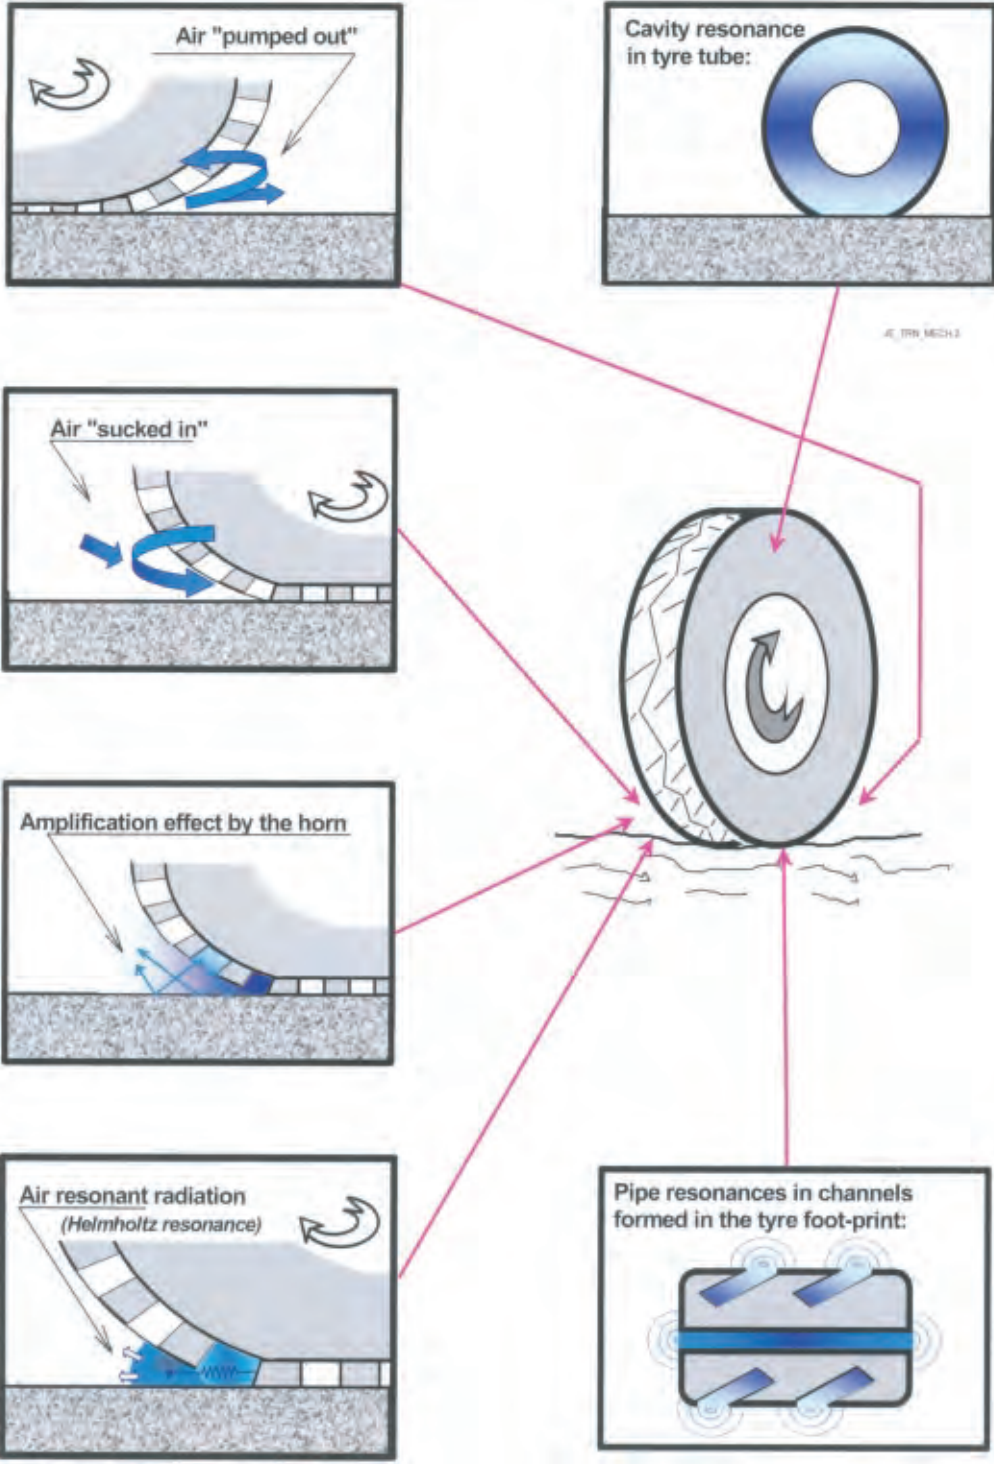 Air "pumped out"
Cavity resonance
in tyre tube:
Air "sucked in"
Amplification effect by the horn
Air resonant radiation
(Helmholtz resonance)
Pipe resonances in channels
formed in the tyre foot-print: